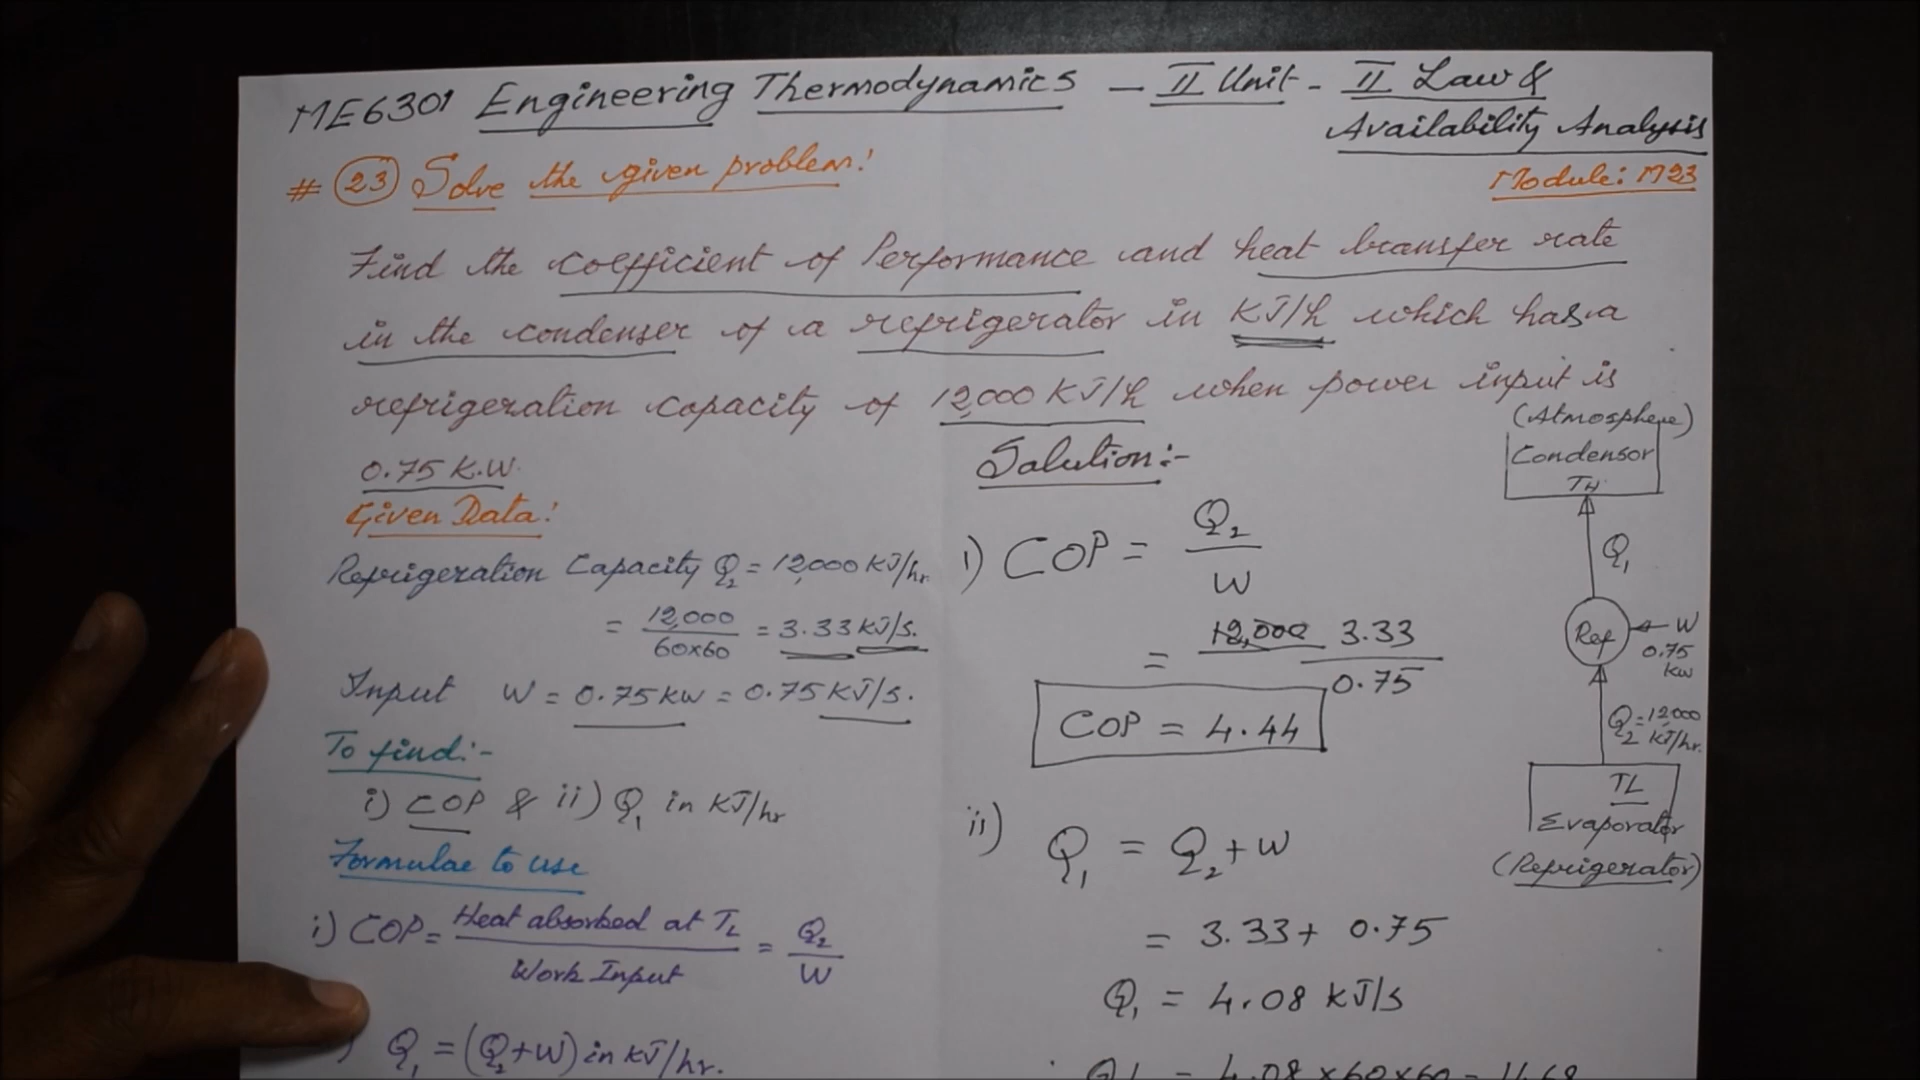 ME6301 Engineering Thermodynamics - II Unit - II Law &
Availability Analysis
# 23 Solve the given problem!
Module: M23
Find the coefficient of Performance and heat transfer rate
in the condenser of a refrigerator in KJ/h which has a
refrigeration capacity of 12,000 KJ/h when power input is
0.75 K.W.
Given Data:
Refrigeration Capacity Q2 = 12,000 KJ/hr.
= 12,000 / 60x60 = 3.33 KJ/s.
Input W = 0.75 KW = 0.75 KJ/s.
To find:-
i) COP & ii) Q1 in KJ/hr
Formulae to use
i) COP = Heat absorbed at TL / Work Input = Q2 / W
) Q1 = (Q2+W) in KJ/hr.
Solution:-
i) COP = Q2 / W
= 12,000 3.33 / 0.75
COP = 4.44
ii) Q1 = Q2 + W
= 3.33 + 0.75
Q1 = 4.08 KJ/s
= 4.08 x 60x60 =
(Atmosphere)
Condensor
TH
Q1
Ref
W
0.75
KW
Q2 = 12000
KJ/hr.
TL
Evaporator
(Refrigerator)